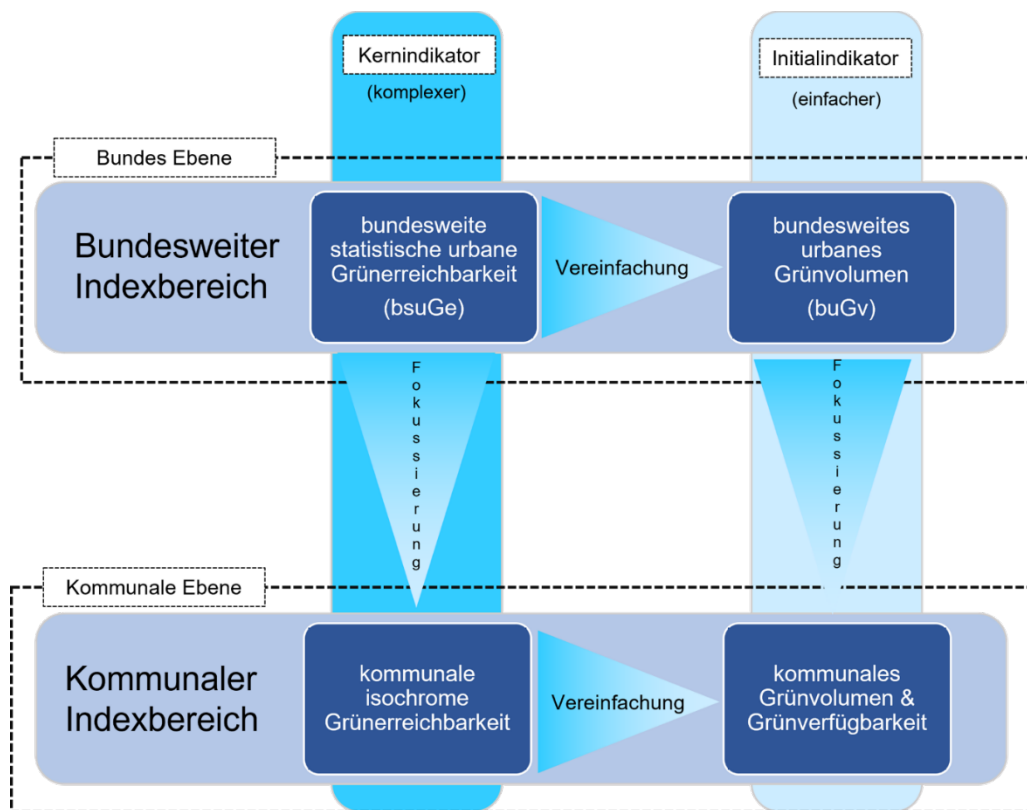 Kernindikator
(komplexer)
Initialindikator
(einfacher)
Bundes Ebene
Bundesweiter
Indexbereich
bundesweite
statistische urbane
Grünerreichbarkeit
(bsuGe)
Vereinfachung
bundesweites
urbanes
Grünvolumen
(buGv)
Fokussierung
Fokussierung
Kommunale Ebene
Kommunaler
Indexbereich
kommunale
isochrome
Grünerreichbarkeit
Vereinfachung
kommunales
Grünvolumen &
Grünverfügbarkeit